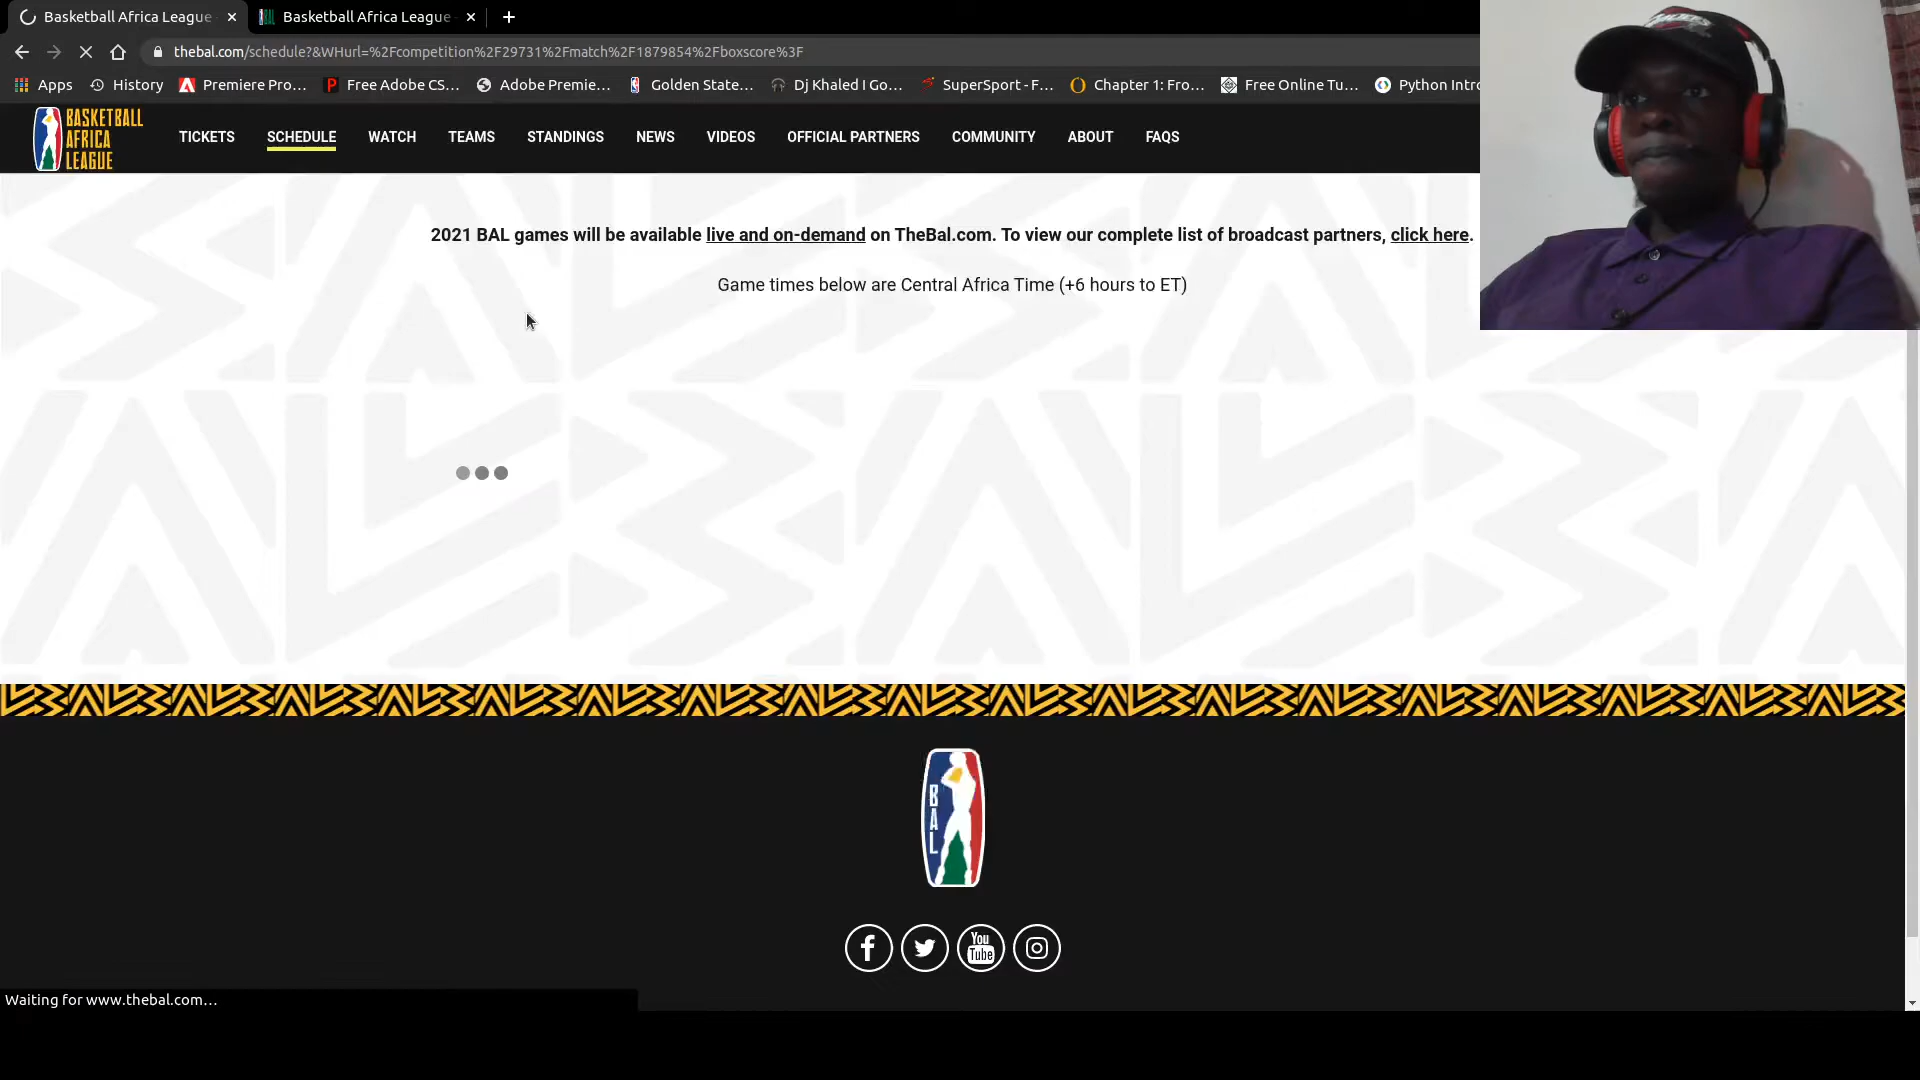 Basketball Africa League
Basketball Africa League
thebal.com/schedule?&WHurl=%2Fcompetition%2F29731%2Fmatch%2F1879854%2Fboxscore%3F
Apps History Premiere Pro... Free Adobe CS... Adobe Premie... Golden State... Dj Khaled I Go... SuperSport - F... Chapter 1: Fro... Free Online Tu... Python Intro
BASKETBALL
AFRICA
LEAGUE
TICKETS SCHEDULE WATCH TEAMS STANDINGS NEWS VIDEOS OFFICIAL PARTNERS COMMUNITY ABOUT FAQS
2021 BAL games will be available live and on-demand on TheBal.com. To view our complete list of broadcast partners, click here.
Game times below are Central Africa Time (+6 hours to ET)
BAL
You
Tube
Waiting for www.thebal.com...